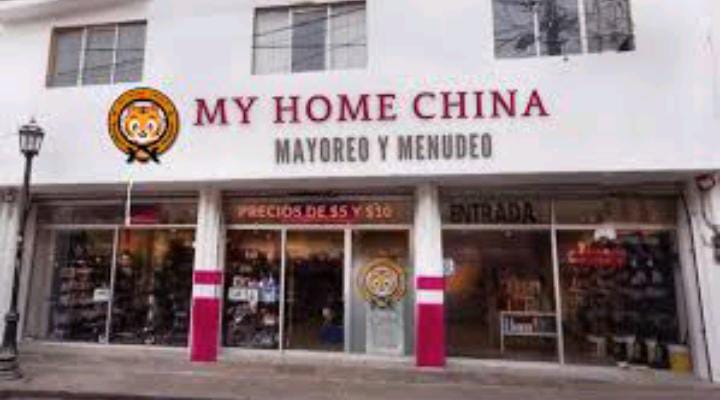 MY HOME CHINA
MAYOREO Y MENUDEO
PRECIOS DE $5 Y $10
ENTRADA